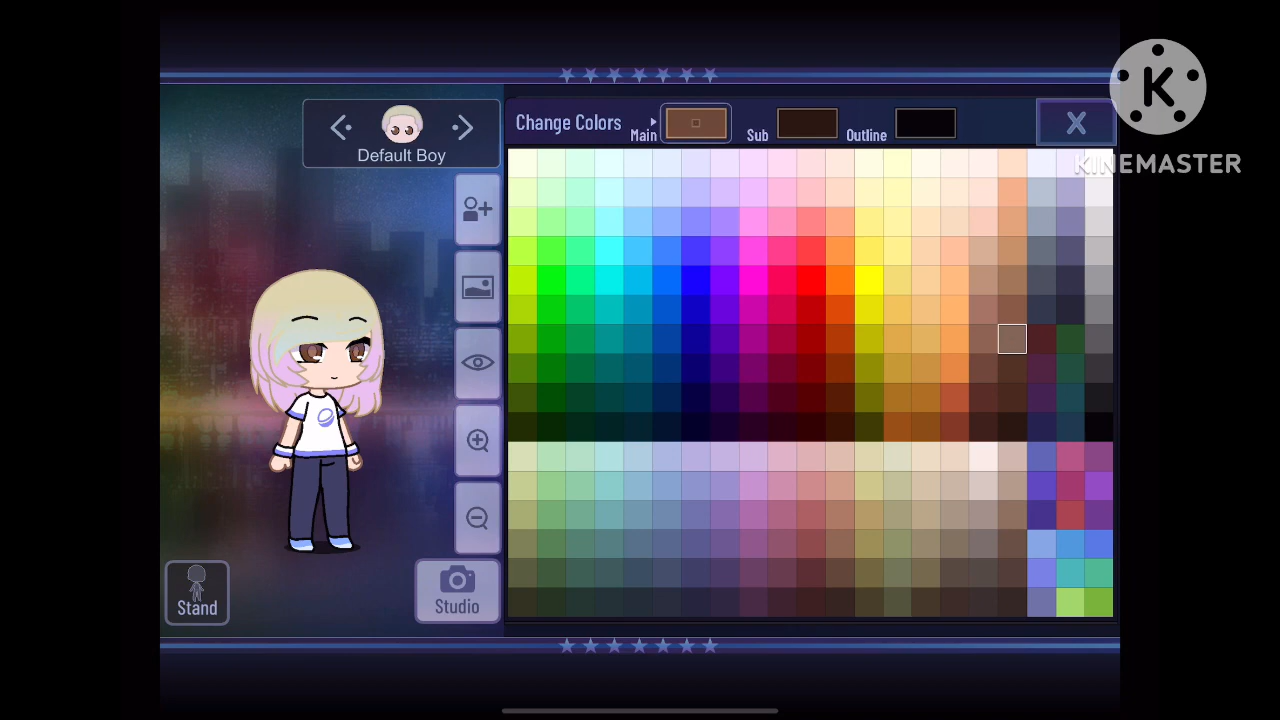 Default Boy
Change Colors
Main
Sub
Outline
X
K
KINEMASTER
Stand
Studio